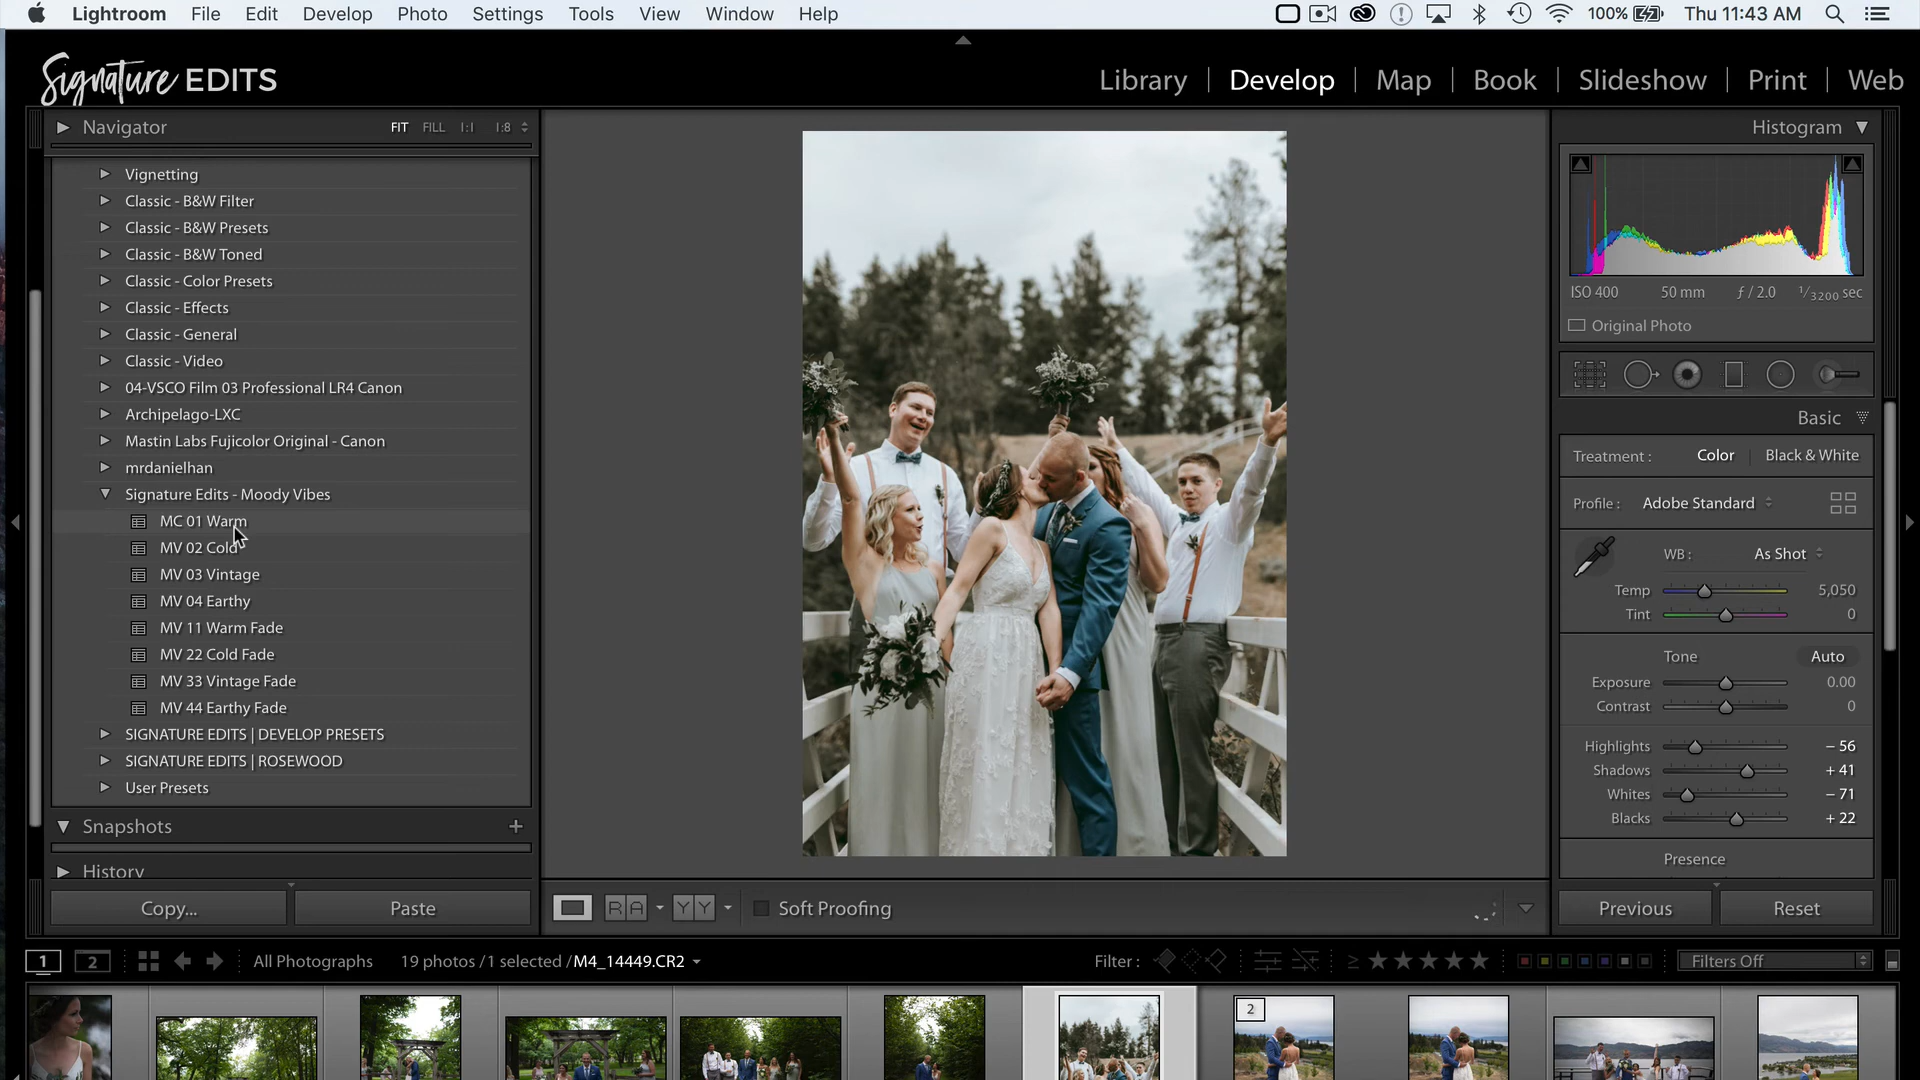 Lightroom File Edit Develop Photo Settings Tools View Window Help 100% Thu 11:43 AM
Signature EDITS
Library | Develop | Map | Book | Slideshow | Print | Web
Navigator FIT FILL 1:1 1:8
Vignetting
Classic - B&W Filter
Classic - B&W Presets
Classic - B&W Toned
Classic - Color Presets
Classic - Effects
Classic - General
Classic - Video
04-VSCO Film 03 Professional LR4 Canon
Archipelago-LXC
Mastin Labs Fujicolor Original - Canon
mrdanielhan
Signature Edits - Moody Vibes
MC 01 Warm
MV 02 Cold
MV 03 Vintage
MV 04 Earthy
MV 11 Warm Fade
MV 22 Cold Fade
MV 33 Vintage Fade
MV 44 Earthy Fade
SIGNATURE EDITS | DEVELOP PRESETS
SIGNATURE EDITS | ROSEWOOD
User Presets
Snapshots
History
Copy... Paste
RA YY Soft Proofing
Histogram
ISO 400 50 mm ƒ / 2.0 1/3200 sec
Original Photo
Basic
Treatment : Color | Black & White
Profile : Adobe Standard
WB : As Shot
Temp 5,050
Tint 0
Tone Auto
Exposure 0.00
Contrast 0
Highlights − 56
Shadows + 41
Whites − 71
Blacks + 22
Presence
Previous Reset
1 2 All Photographs 19 photos / 1 selected / M4_14449.CR2 Filter : ≥ ★★★★★ Filters Off
2